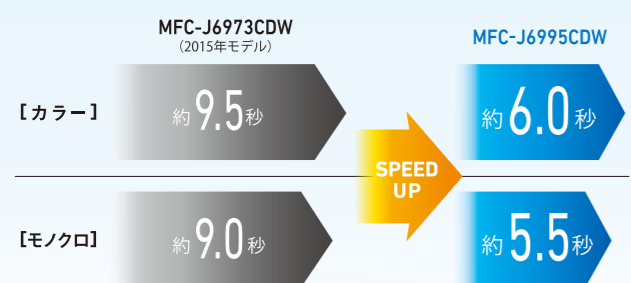 MFC-J6973CDW
（2015年モデル）
MFC-J6995CDW
［カラー］
約9.5秒
約6.0秒
SPEED
UP
［モノクロ］
約9.0秒
約5.5秒